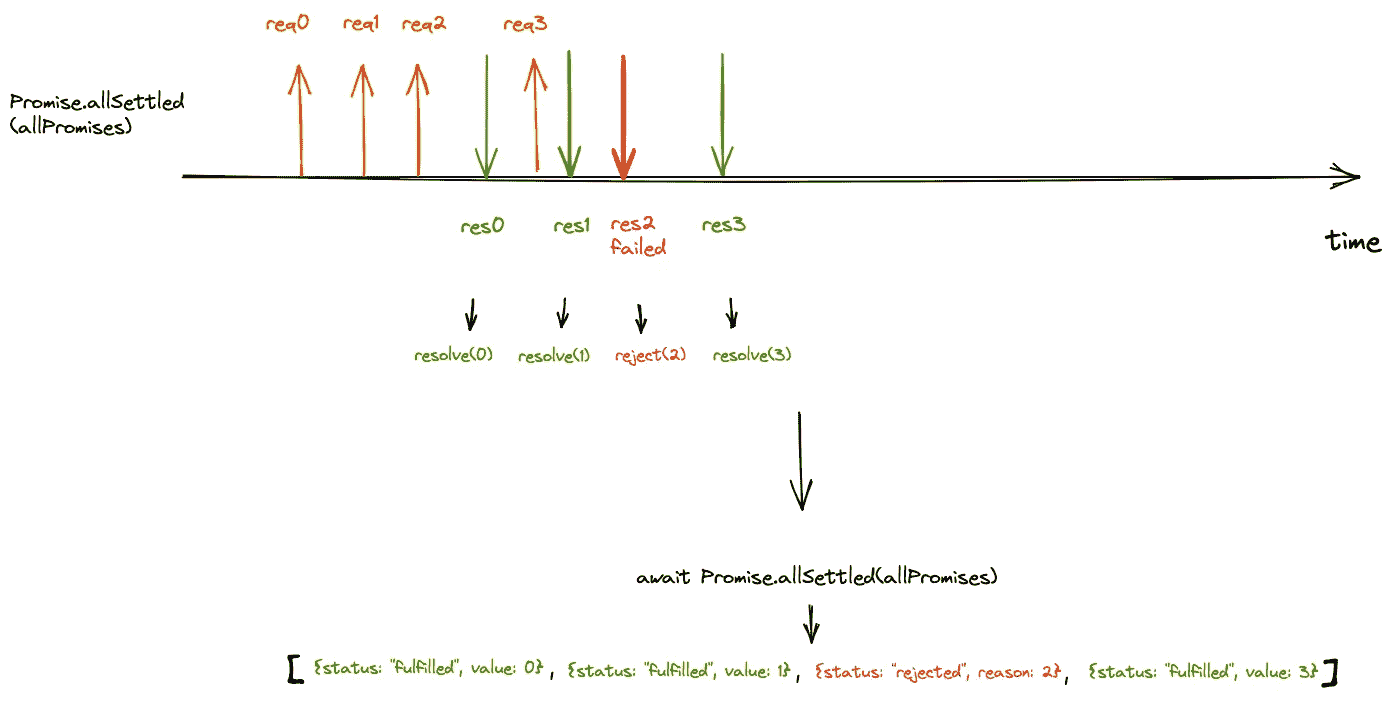 req0 req1 req2 req3
Promise.allSettled
(allPromises)
res0 res1 res2 res3
failed
time
resolve(0) resolve(1) reject(2) resolve(3)
await Promise.allSettled(allPromises)
[ {status: "fulfilled", value: 0}, {status: "fulfilled", value: 1}, {status: "rejected", reason: 2}, {status: "fulfilled", value: 3} ]